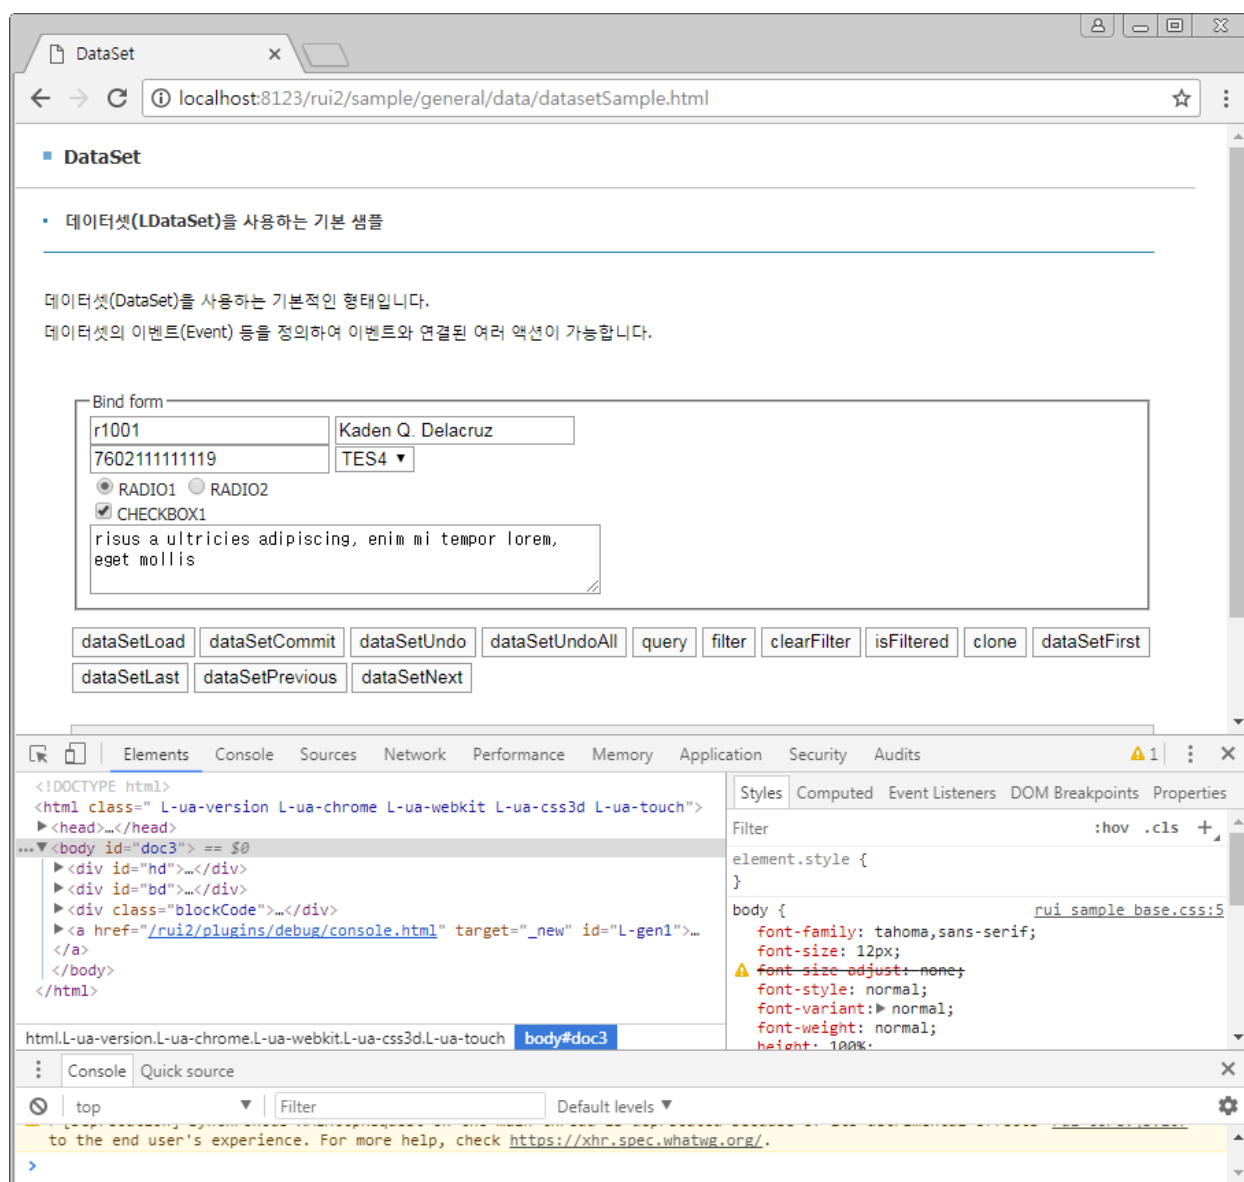 DataSet
localhost:8123/rui2/sample/general/data/datasetSample.html
DataSet
데이터셋(LDataSet)을 사용하는 기본 샘플
데이터셋(DataSet)을 사용하는 기본적인 형태입니다.
데이터셋의 이벤트(Event) 등을 정의하여 이벤트와 연결된 여러 액션이 가능합니다.
Bind form
r1001 Kaden Q. Delacruz
7602111111119 TES4
RADIO1 RADIO2
CHECKBOX1
risus a ultricies adipiscing, enim mi tempor lorem,
eget mollis
dataSetLoad dataSetCommit dataSetUndo dataSetUndoAll query filter clearFilter isFiltered clone dataSetFirst
dataSetLast dataSetPrevious dataSetNext
Elements Console Sources Network Performance Memory Application Security Audits 1
<!DOCTYPE html>
<html class=" L-ua-version L-ua-chrome L-ua-webkit L-ua-css3d L-ua-touch">
<head>…</head>
…<body id="doc3"> == $0
<div id="hd">…</div>
<div id="bd">…</div>
<div class="blockCode">…</div>
<a href="/rui2/plugins/debug/console.html" target="_new" id="L-gen1">…
</a>
</body>
</html>
html.L-ua-version.L-ua-chrome.L-ua-webkit.L-ua-css3d.L-ua-touch body#doc3
Styles Computed Event Listeners DOM Breakpoints Properties
Filter :hov .cls +
element.style {
}
body { rui_sample_base.css:5
font-family: tahoma,sans-serif;
font-size: 12px;
font-size-adjust: none;
font-style: normal;
font-variant: normal;
font-weight: normal;
height: 100%;
Console Quick source
top Filter Default levels
to the end user's experience. For more help, check https://xhr.spec.whatwg.org/.